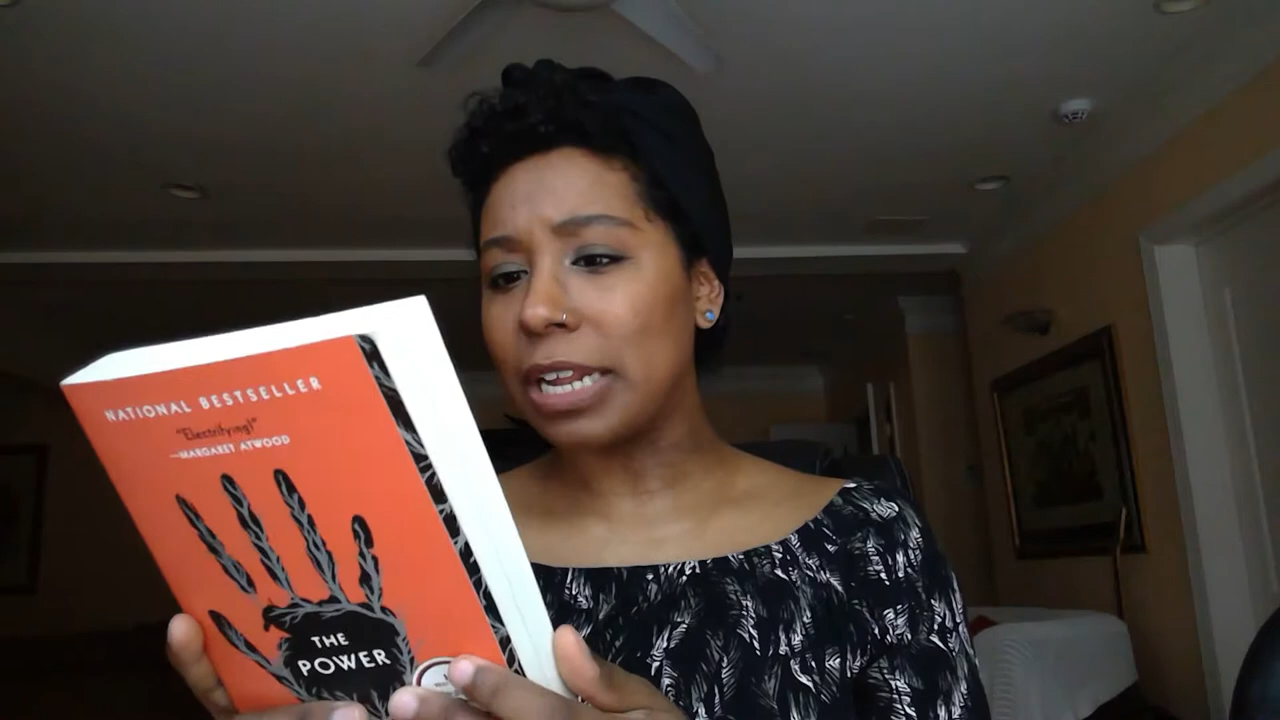 NATIONAL BESTSELLER
"Electrifying!"
—MARGARET ATWOOD
THE
POWER